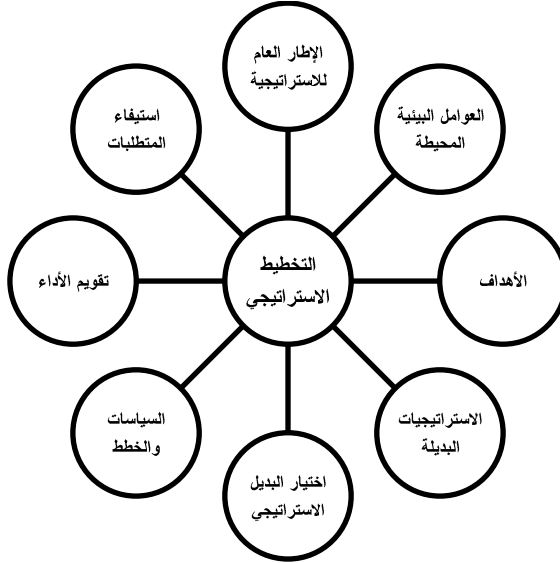 الإطار العام
للاستراتيجية
العوامل البيئية
المحيطة
الأهداف
الاستراتيجيات
البديلة
اختيار البديل
الاستراتيجي
السياسات
والخطط
تقويم الأداء
استيفاء
المتطلبات
التخطيط
الاستراتيجي